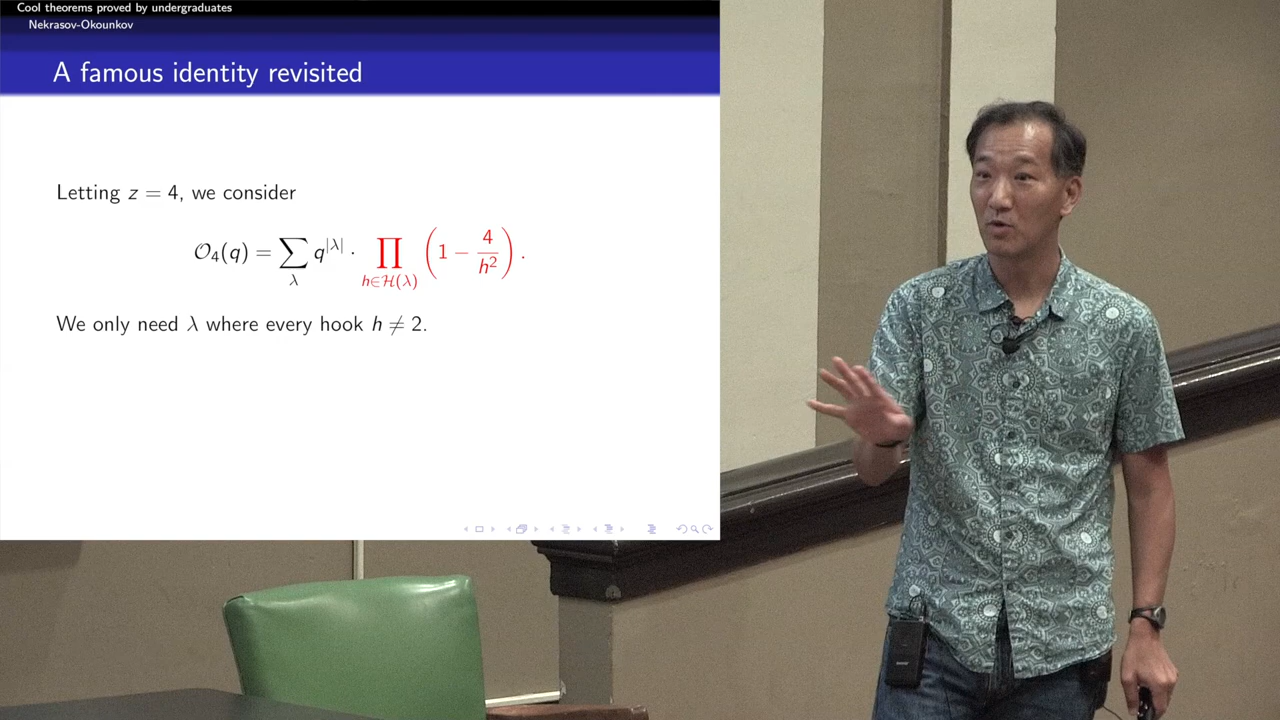 Cool theorems proved by undergraduates
Nekrasov-Okounkov
A famous identity revisited
Letting z = 4, we consider
𝒪₄(q) = ∑_λ q^{|λ|} · ∏_{h∈ℋ(λ)} (1 − 4/h²).
We only need λ where every hook h ≠ 2.